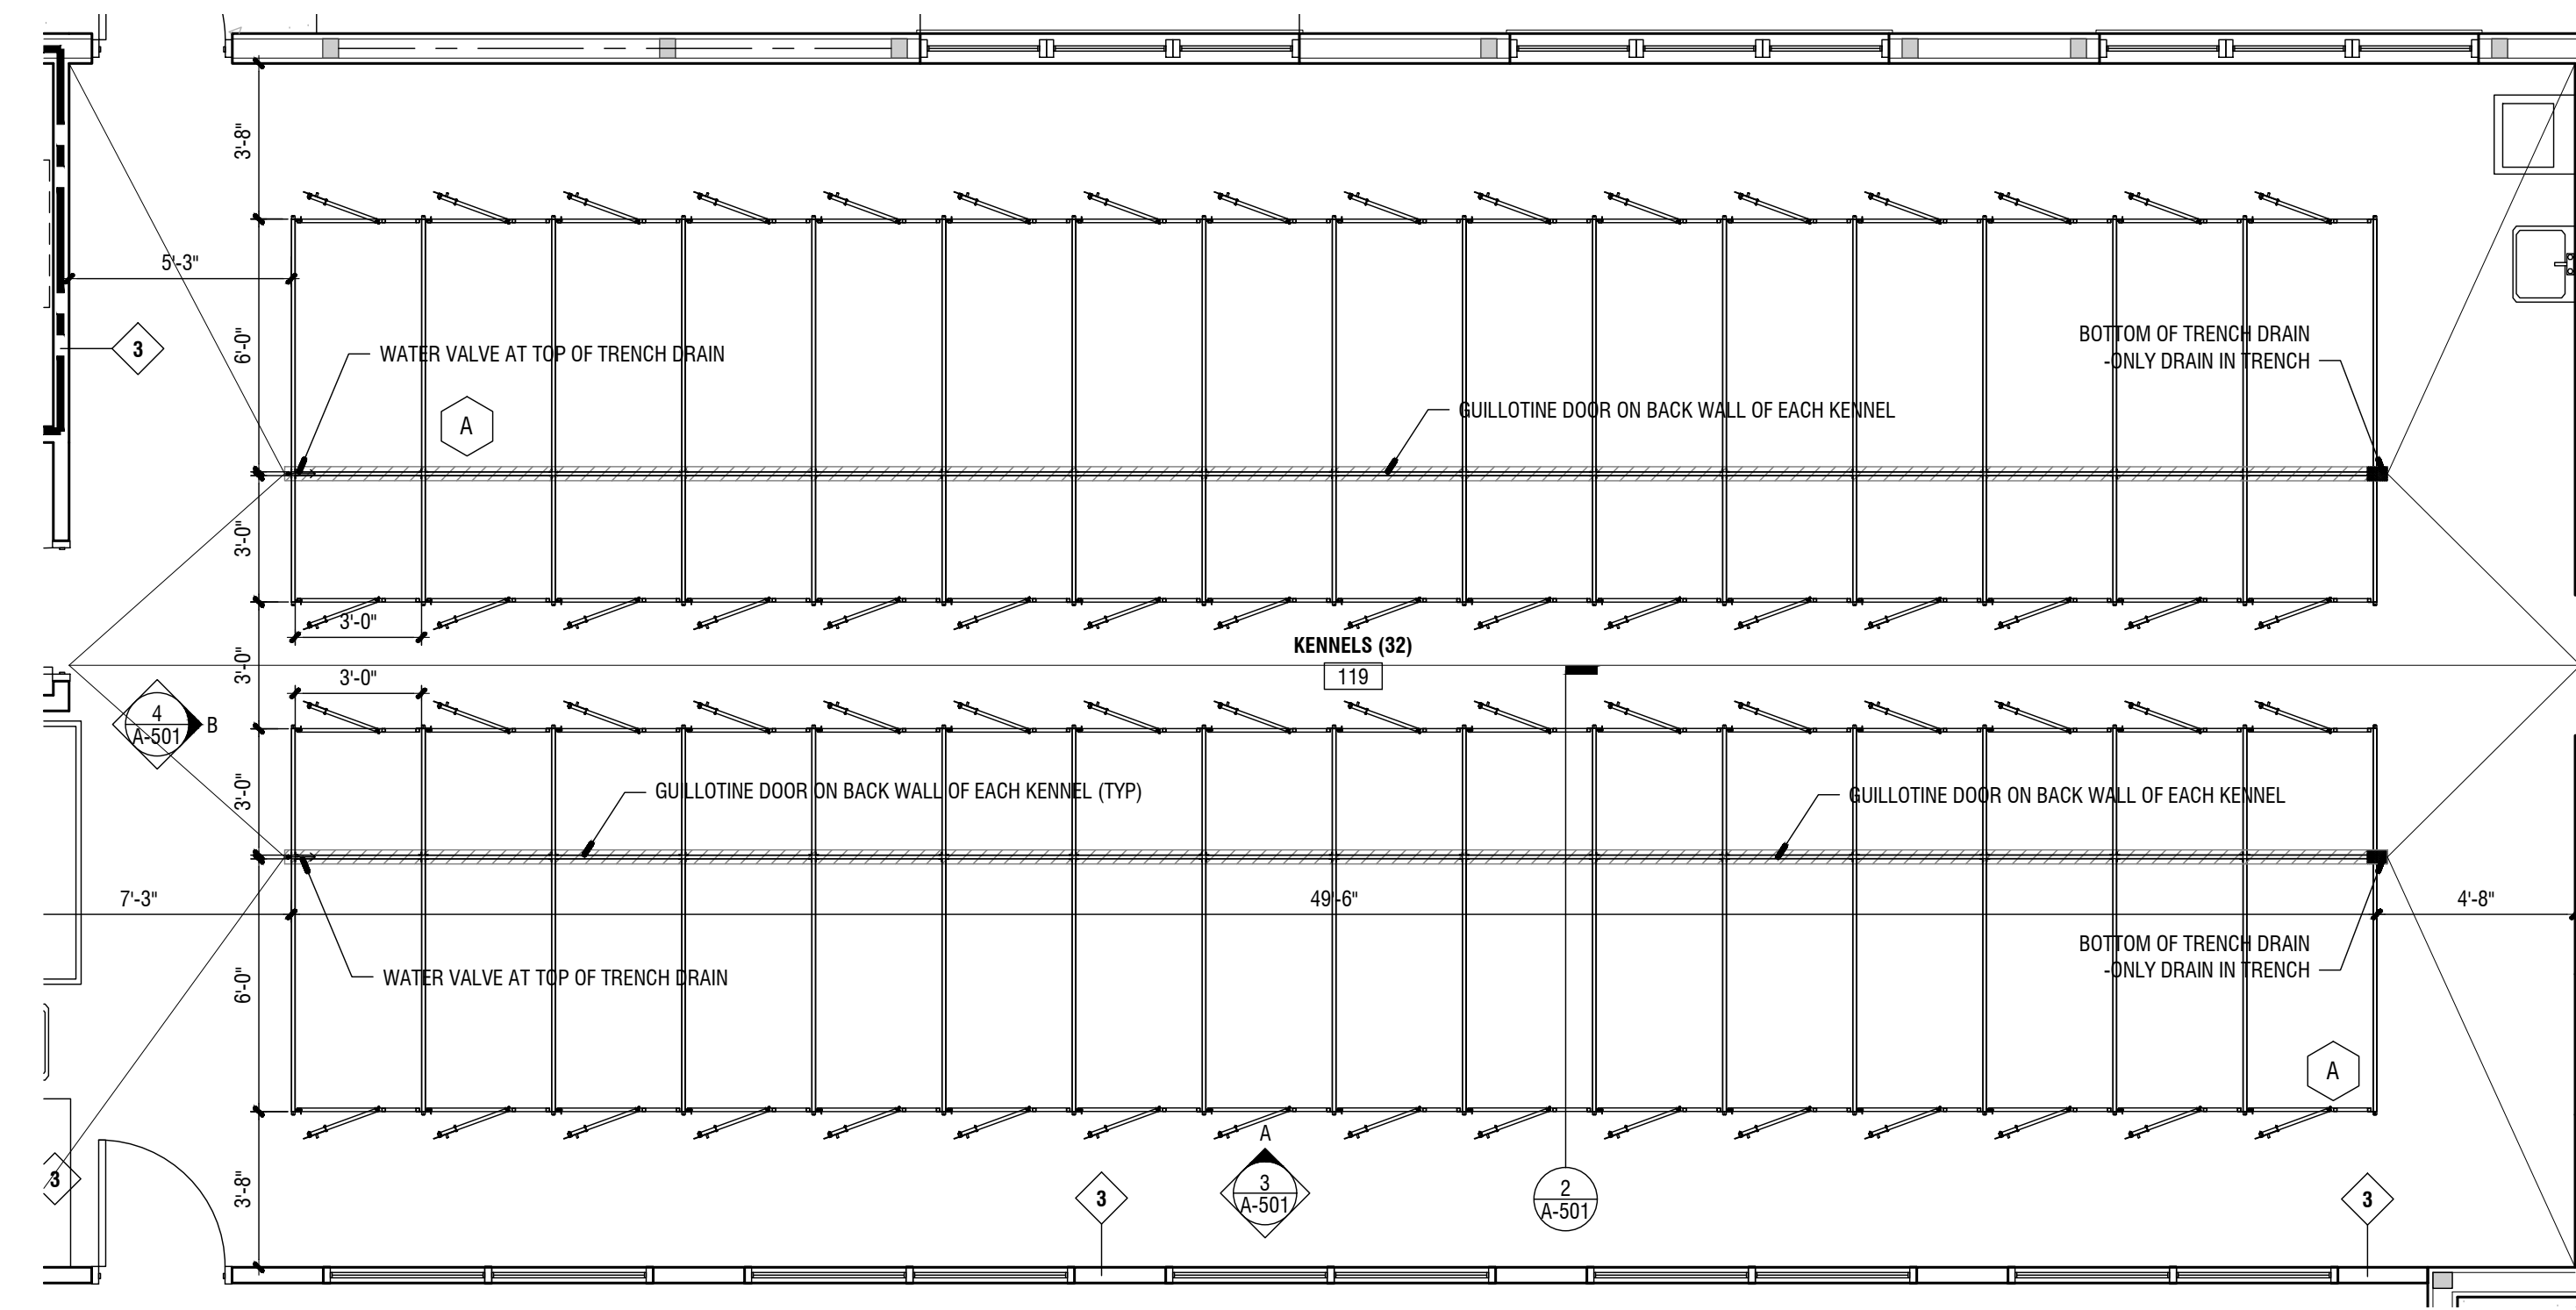 3'-8"
5'-3"
6'-0"
3
WATER VALVE AT TOP OF TRENCH DRAIN
BOTTOM OF TRENCH DRAIN
-ONLY DRAIN IN TRENCH
A
GUILLOTINE DOOR ON BACK WALL OF EACH KENNEL
3'-0"
3'-0"
KENNELS (32)
3'-0"
119
3'-0"
4
A-501
B
3'-0"
GUILLOTINE DOOR ON BACK WALL OF EACH KENNEL (TYP)
GUILLOTINE DOOR ON BACK WALL OF EACH KENNEL
7'-3"
49'-6"
4'-8"
BOTTOM OF TRENCH DRAIN
-ONLY DRAIN IN TRENCH
6'-0"
WATER VALVE AT TOP OF TRENCH DRAIN
A
A
3
3'-8"
3
3
A-501
2
A-501
3